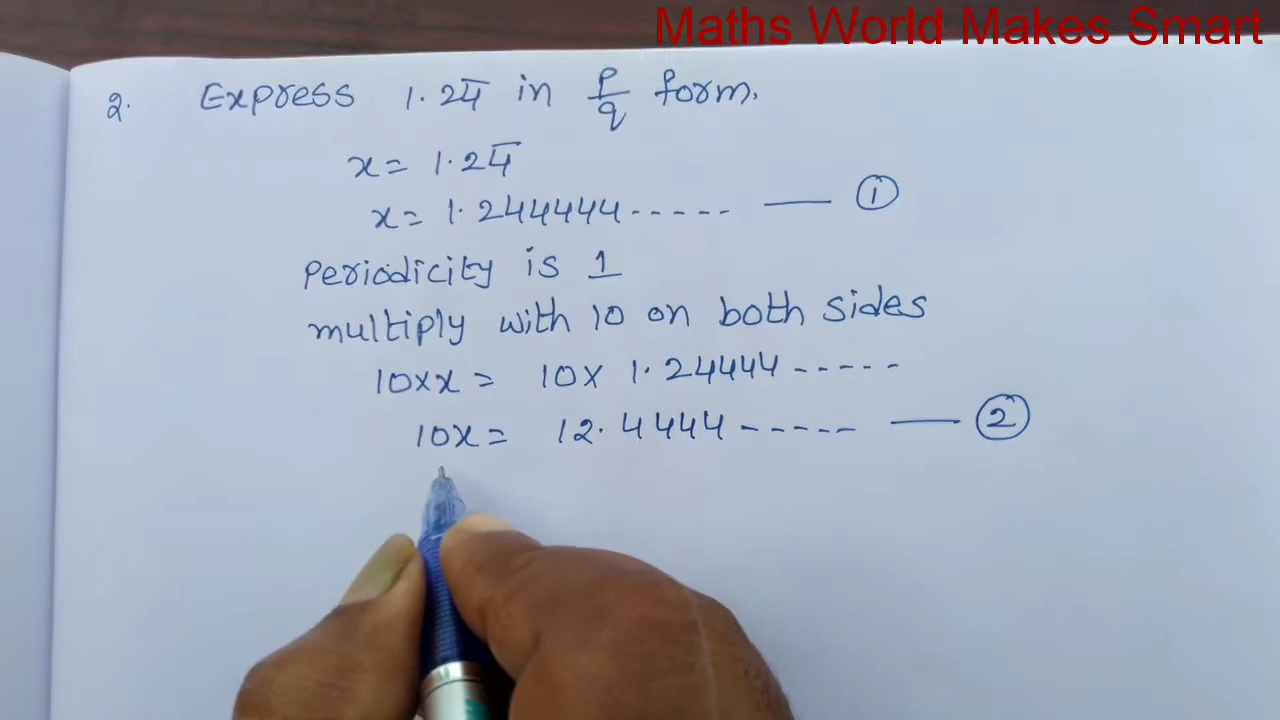 Maths World Makes Smart
2. Express 1.24̅ in p/q form.
x = 1.24̅
x = 1.244444----- — ①
Periodicity is 1
multiply with 10 on both sides
10×x = 10× 1.24444-----
10x = 12.4444----- — ②